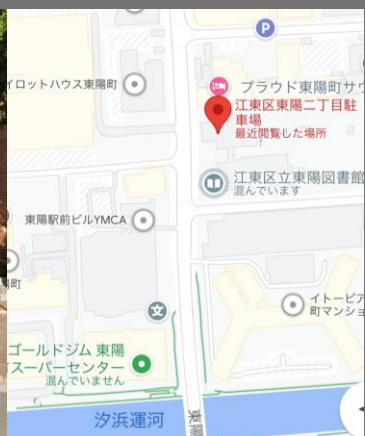 P
イロットハウス東陽町
プラウド東陽町サウ
江東区東陽二丁目駐
車場
最近閲覧した場所
江東区立東陽図書館
混んでいます
東陽駅前ビルYMCA
町
イトーピア
町マンショ
文
ゴールドジム 東陽
スーパーセンター
混んでいません
汐浜運河
東陽